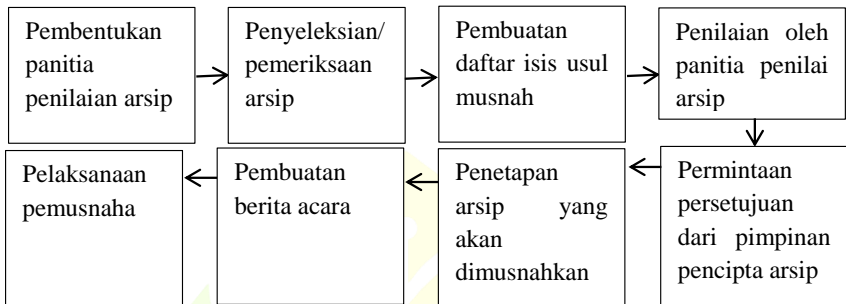 Pembentukan
panitia
penilaian arsip
Penyeleksian/
pemeriksaan
arsip
Pembuatan
daftar isis usul
musnah
Penilaian oleh
panitia penilai
arsip
Permintaan
persetujuan
dari pimpinan
pencipta arsip
Penetapan
arsip yang
akan
dimusnahkan
Pembuatan
berita acara
Pelaksanaan
pemusnaha